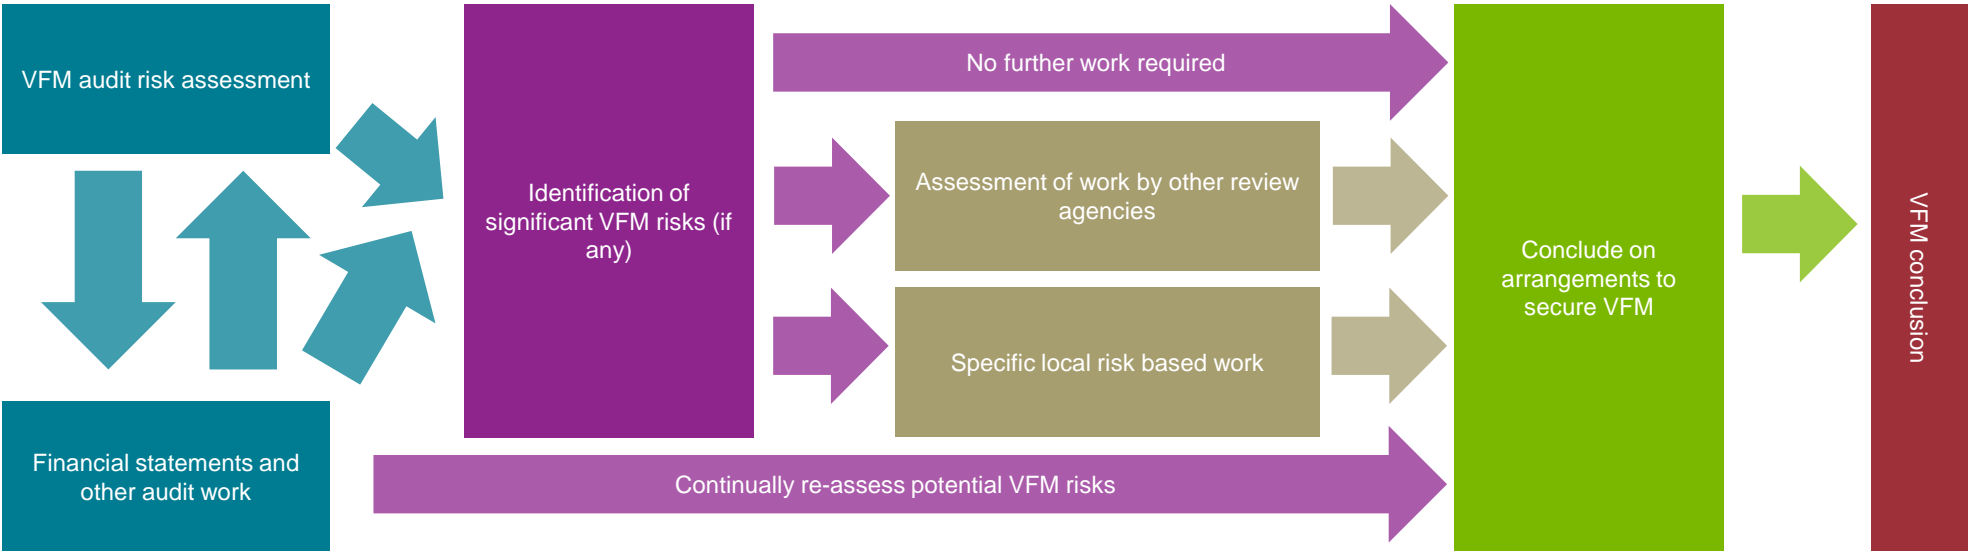 VFM audit risk assessment
Financial statements and
other audit work
Identification of
significant VFM risks (if
any)
No further work required
Assessment of work by other review
agencies
Specific local risk based work
Continually re-assess potential VFM risks
Conclude on
arrangements to
secure VFM
VFM conclusion